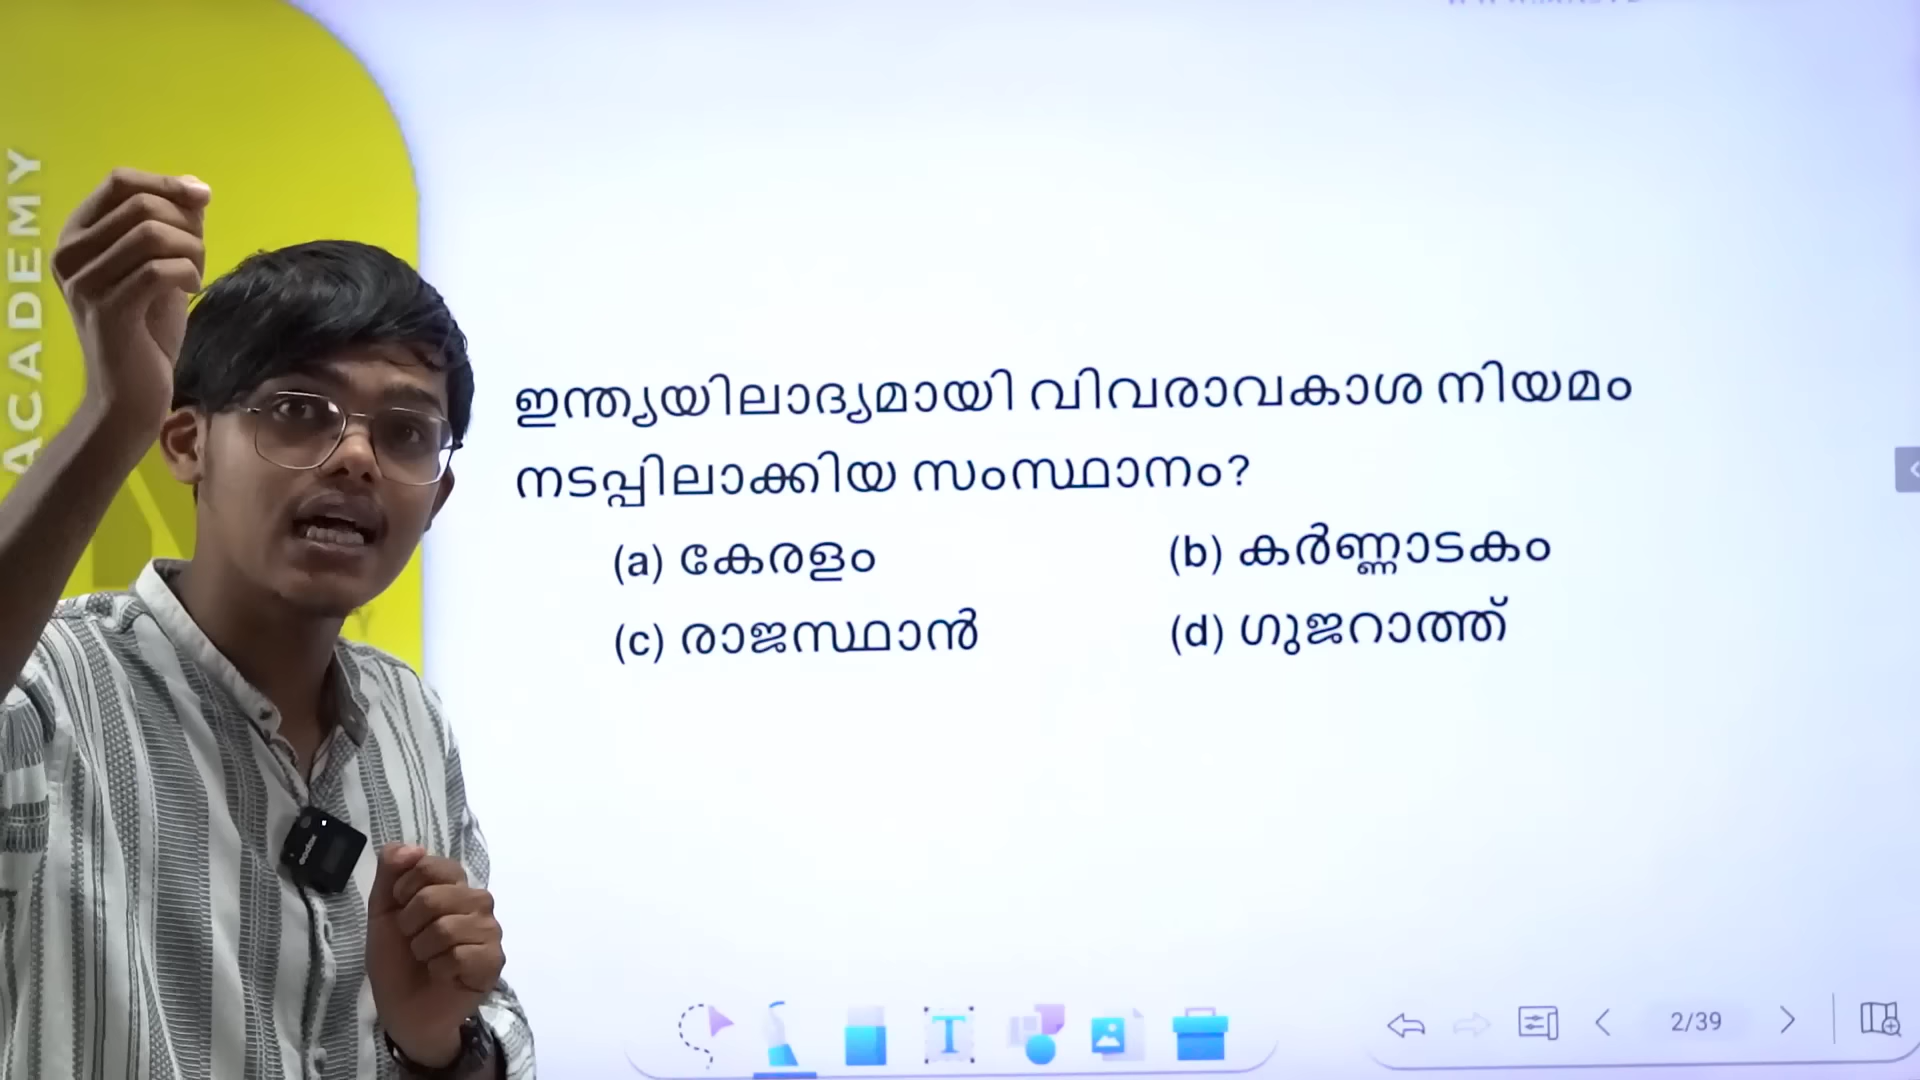 ACADEMY
ഇന്ത്യയിലാദ്യമായി വിവരാവകാശ നിയമം
നടപ്പിലാക്കിയ സംസ്ഥാനം?
(a) കേരളം
(b) കർണ്ണാടകം
(c) രാജസ്ഥാൻ
(d) ഗുജറാത്ത്
T
2/39